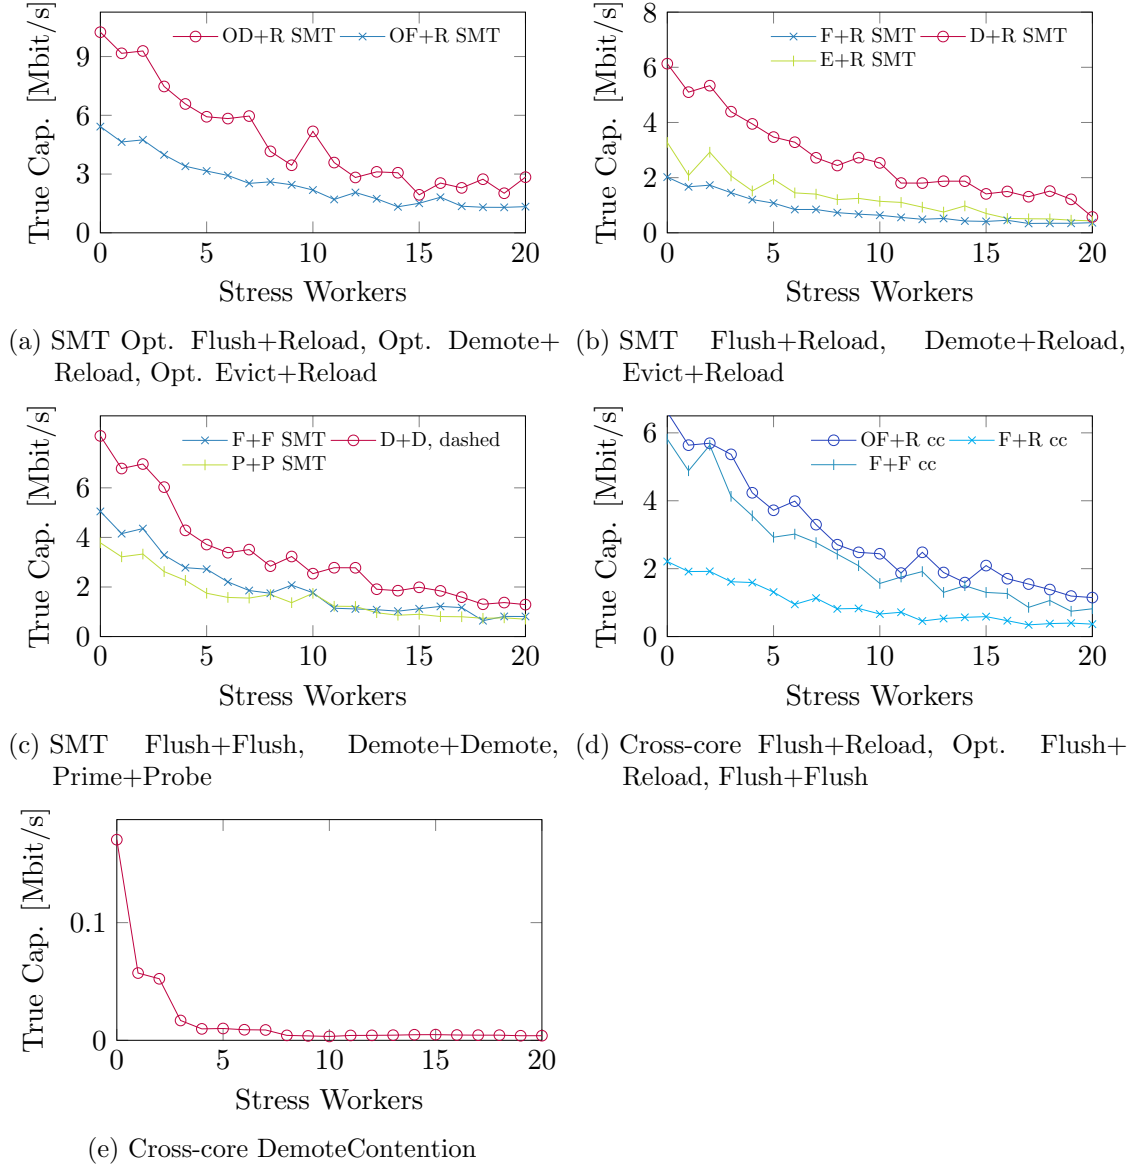 True Cap. [Mbit/s]
9
6
3
0
OD+R SMT OF+R SMT
0 5 10 15 20
Stress Workers
(a) SMT Opt. Flush+Reload, Opt. Demote+
Reload, Opt. Evict+Reload
True Cap. [Mbit/s]
8
6
4
2
0
F+R SMT D+R SMT
E+R SMT
0 5 10 15 20
Stress Workers
(b) SMT Flush+Reload, Demote+Reload,
Evict+Reload
True Cap. [Mbit/s]
8
6
4
2
0
F+F SMT D+D, dashed
P+P SMT
0 5 10 15 20
Stress Workers
(c) SMT Flush+Flush, Demote+Demote,
Prime+Probe
True Cap. [Mbit/s]
6
4
2
0
OF+R cc F+R cc
F+F cc
0 5 10 15 20
Stress Workers
(d) Cross-core Flush+Reload, Opt. Flush+
Reload, Flush+Flush
True Cap. [Mbit/s]
0.1
0
0 5 10 15 20
Stress Workers
(e) Cross-core DemoteContention